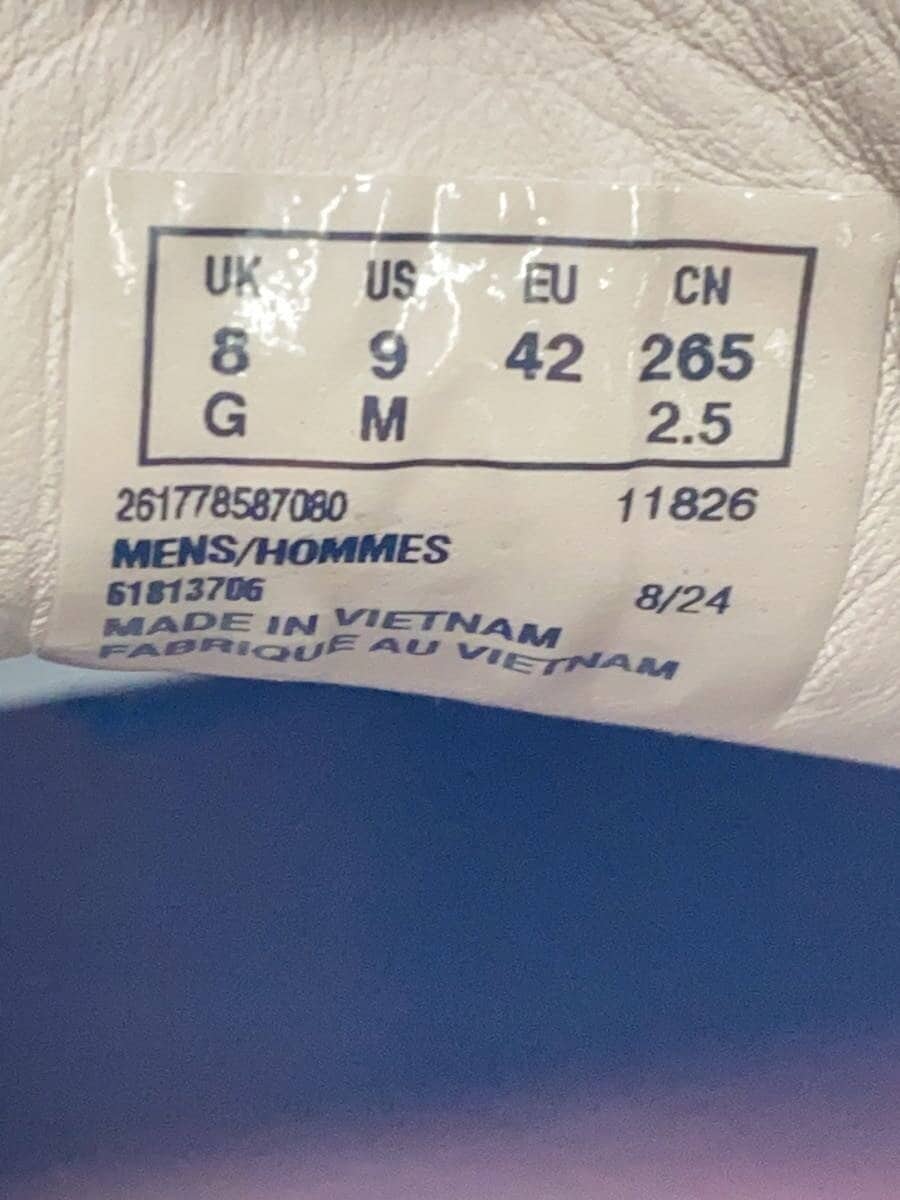 UK US EU CN
8 9 42 265
G M 2.5
261778587080 11826
MENS/HOMMES
61813706 8/24
MADE IN VIETNAM
FABRIQUE AU VIETNAM